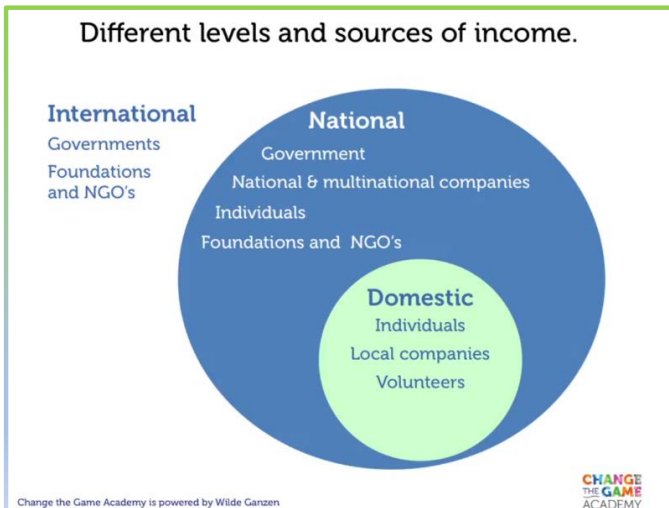 Different levels and sources of income.
International
Governments
Foundations
and NGO's
National
Government
National & multinational companies
Individuals
Foundations and NGO's
Domestic
Individuals
Local companies
Volunteers
Change the Game Academy is powered by Wilde Ganzen
CHANGE
THE GAME
ACADEMY